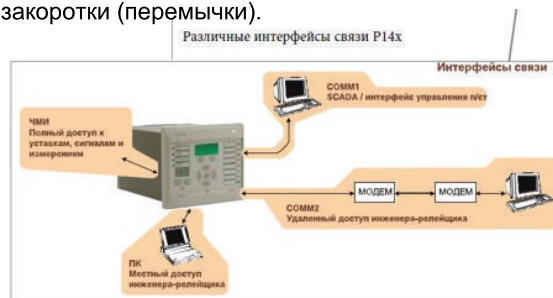 закоротки (перемычки).
Различные интерфейсы связи P14x
Интерфейсы связи
COMM1
SCADA / интерфейс управления п/ст
ЧМИ
Полный доступ к
уставкам, сигналам и
измерениям
МОДЕМ
МОДЕМ
COMM2
Удаленный доступ инженера-релейщика
ПК
Местный доступ
инженера-релейщика